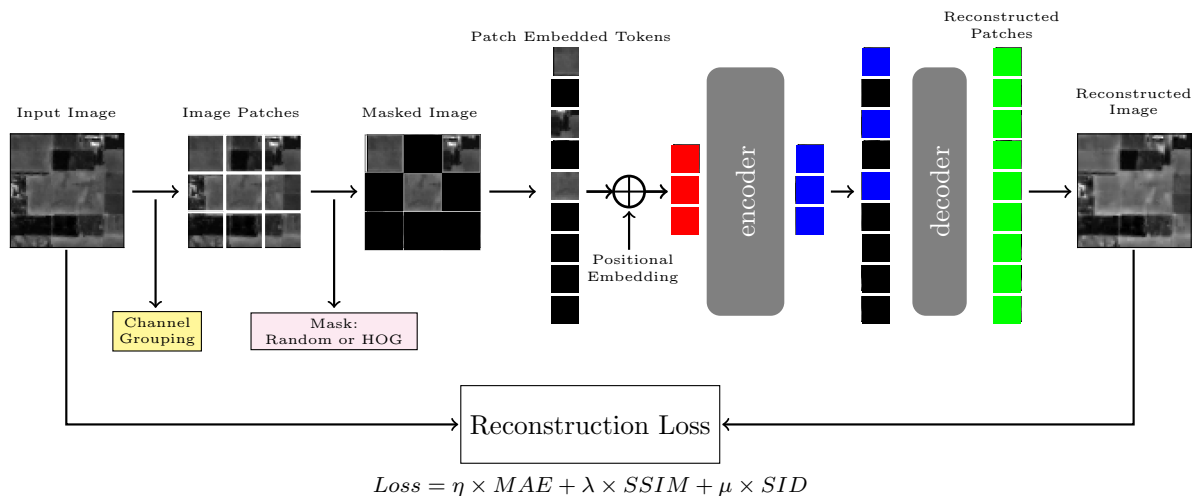 Input Image
Image Patches
Masked Image
Patch Embedded Tokens
Reconstructed
Patches
Reconstructed
Image
encoder
decoder
Positional
Embedding
Channel
Grouping
Mask:
Random or HOG
Reconstruction Loss
Loss = η × MAE + λ × SSIM + μ × SID